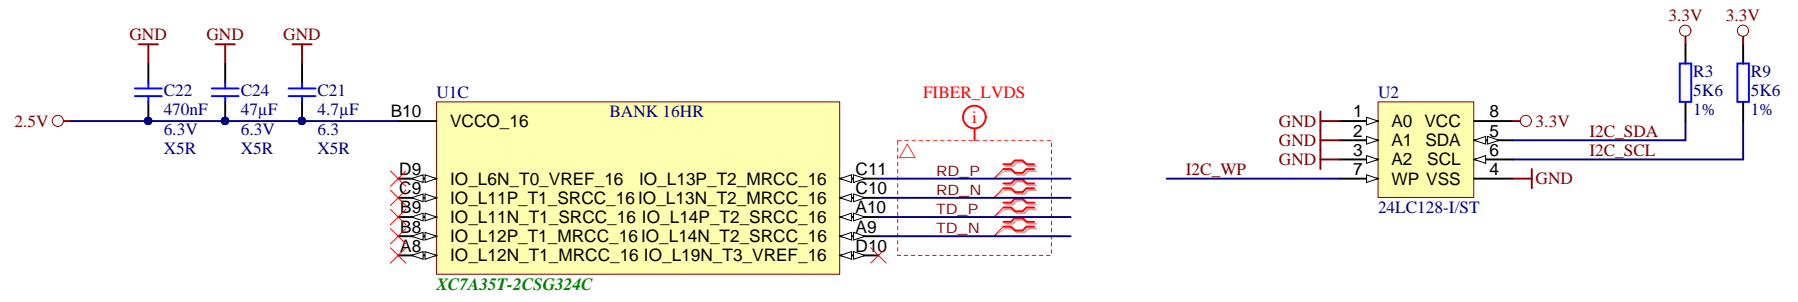 GND
GND
GND
C22
470nF
6.3V
X5R
C24
47µF
6.3V
X5R
C21
4.7µF
6.3
X5R
2.5V
B10
U1C
BANK 16HR
VCCO_16
D9
IO_L6N_T0_VREF_16
IO_L13P_T2_MRCC_16
C11
C9
IO_L11P_T1_SRCC_16
IO_L13N_T2_MRCC_16
C10
B9
IO_L11N_T1_SRCC_16
IO_L14P_T2_SRCC_16
A10
B8
IO_L12P_T1_MRCC_16
IO_L14N_T2_SRCC_16
A9
A8
IO_L12N_T1_MRCC_16
IO_L19N_T3_VREF_16
D10
XC7A35T-2CSG324C
FIBER_LVDS
i
RD_P
RD_N
TD_P
TD_N
I2C_WP
GND
GND
GND
1
2
3
7
U2
A0 VCC
A1 SDA
A2 SCL
WP VSS
8
5
6
4
24LC128-I/ST
3.3V
I2C_SDA
I2C_SCL
GND
3.3V
3.3V
R3
5K6
1%
R9
5K6
1%